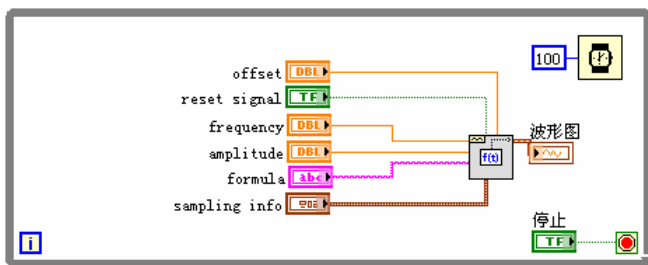 100
offset DBL
reset signal TF
frequency DBL
波形图
amplitude DBL
f(t)
formula abc
sampling info
停止
TF
i